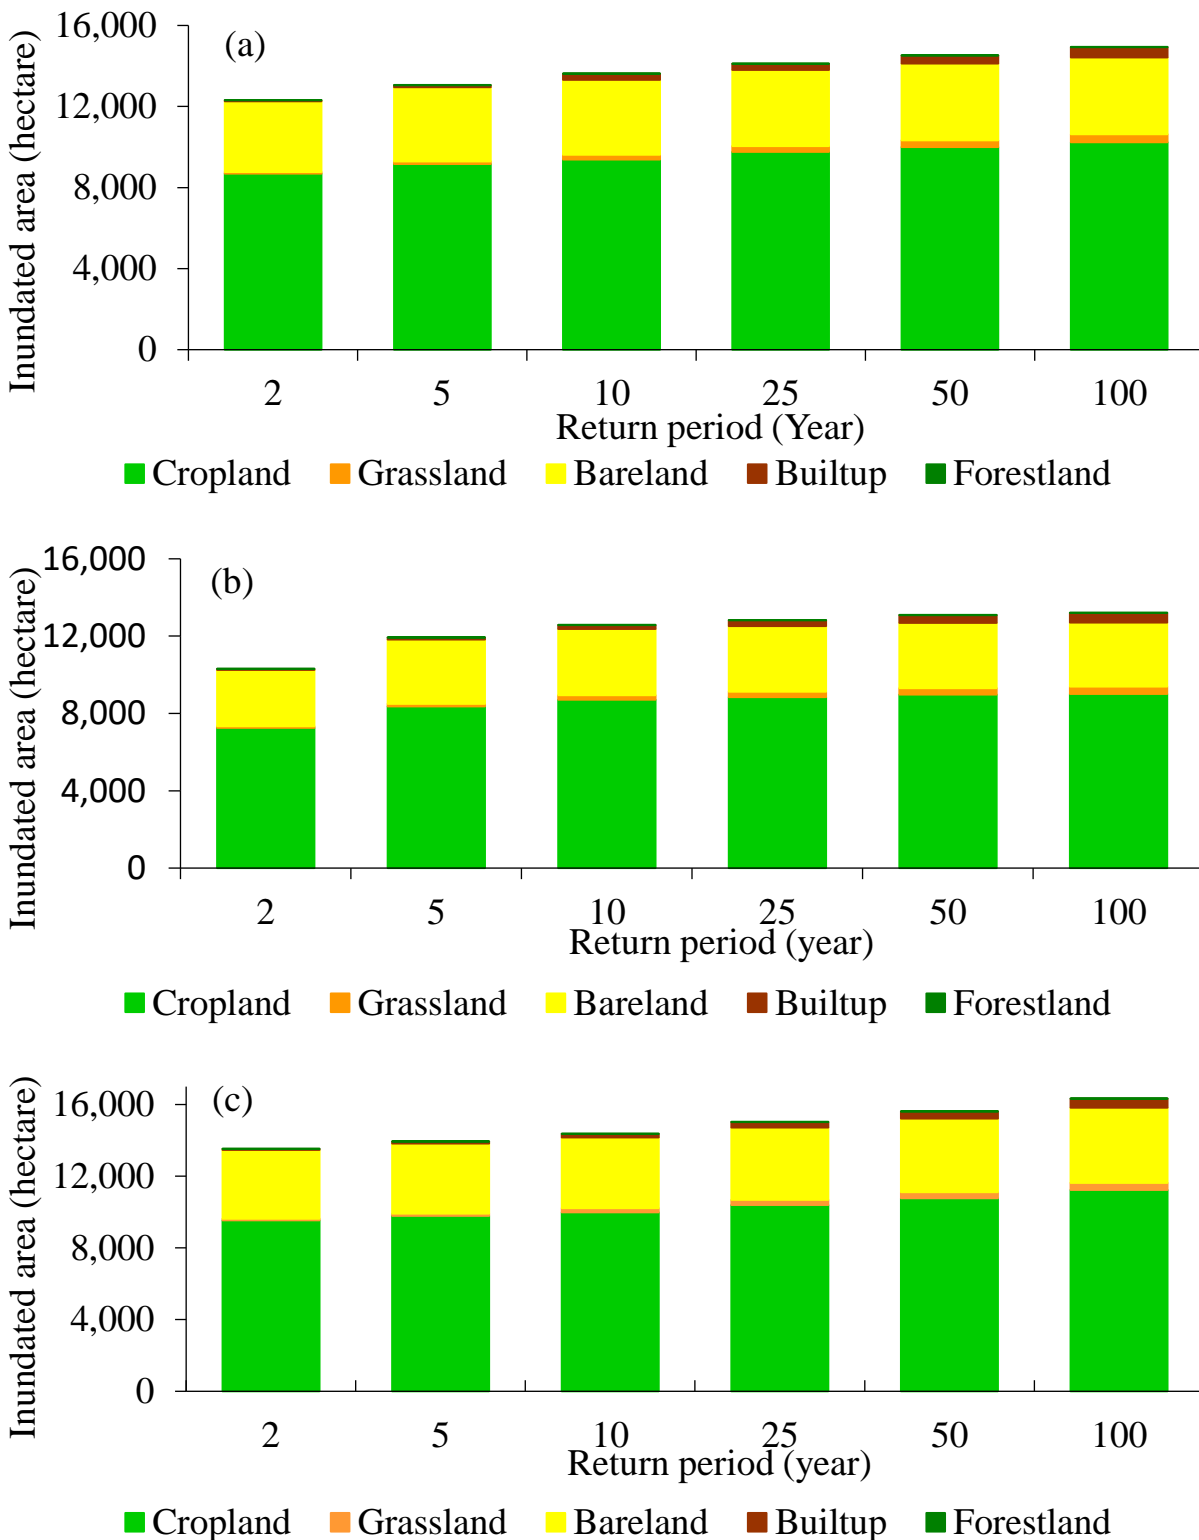 (a)
Inundated area (hectare)
16,000
12,000
8,000
4,000
0
2 5 10 25 50 100
Return period (Year)
Cropland Grassland Bareland Builtup Forestland
(b)
Inundated area (hectare)
16,000
12,000
8,000
4,000
0
2 5 10 25 50 100
Return period (year)
Cropland Grassland Bareland Builtup Forestland
(c)
Inundated area (hectare)
16,000
12,000
8,000
4,000
0
2 5 10 25 50 100
Return period (year)
Cropland Grassland Bareland Builtup Forestland